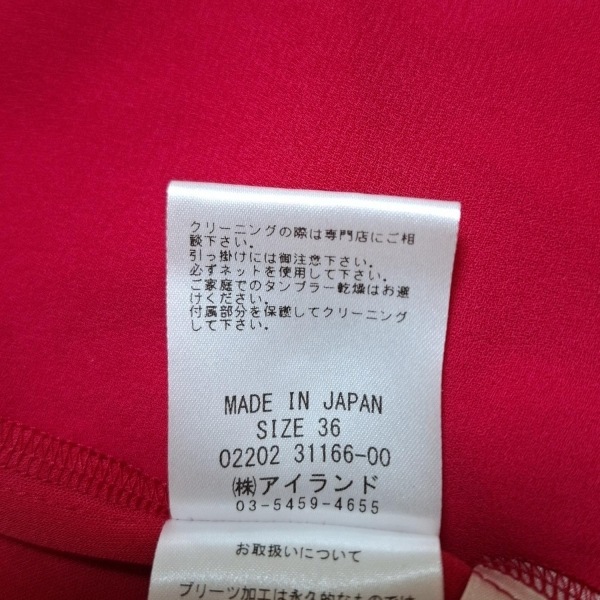 クリーニングの際は専門店にご相
談下さい。
引っ掛けには御注意下さい。
必ずネットを使用して下さい。
ご家庭でのタンブラー乾燥はお避
けください。
付属部分を保護してクリーニング
して下さい。
MADE IN JAPAN
SIZE 36
02202 31166-00
㈱アイランド
03-5459-4655
お取扱いについて
プリーツ加工は永久的なものでは